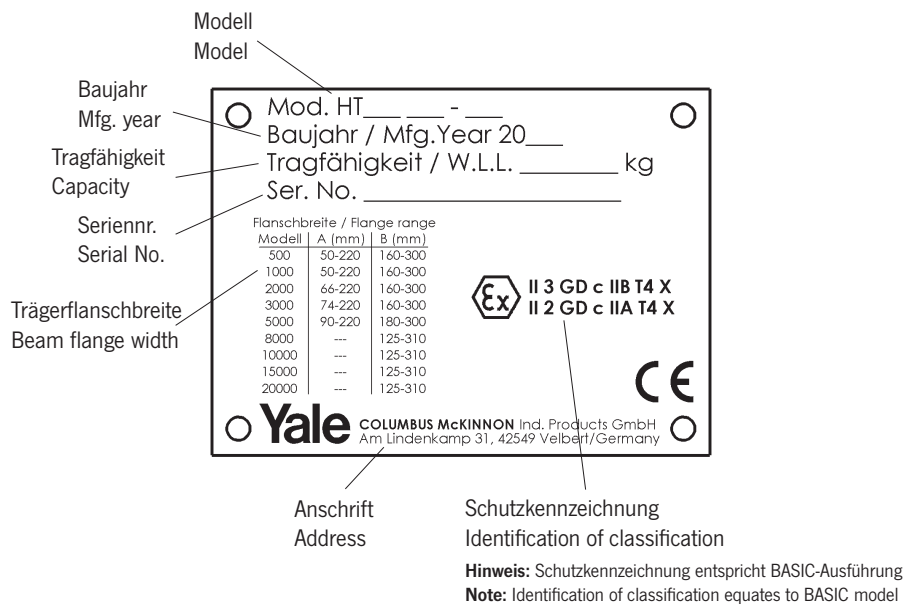 Modell
Model
Baujahr
Mfg. year
Tragfähigkeit
Capacity
Seriennr.
Serial No.
Trägerflanschbreite
Beam flange width
Mod. HT___ ___ - ___
Baujahr / Mfg.Year 20___
Tragfähigkeit / W.L.L. ________ kg
Ser. No. ____________________
Flanschbreite / Flange range
Modell A (mm) B (mm)
500 50-220 160-300
1000 50-220 160-300
2000 66-220 160-300
3000 74-220 160-300
5000 90-220 180-300
8000 --- 125-310
10000 --- 125-310
15000 --- 125-310
20000 --- 125-310
Ex II 3 GD c IIB T4 X
II 2 GD c IIA T4 X
CE
Yale COLUMBUS McKINNON Ind. Products GmbH
Am Lindenkamp 31, 42549 Velbert/Germany
Anschrift
Address
Schutzkennzeichnung
Identification of classification
Hinweis: Schutzkennzeichnung entspricht BASIC-Ausführung
Note: Identification of classification equates to BASIC model